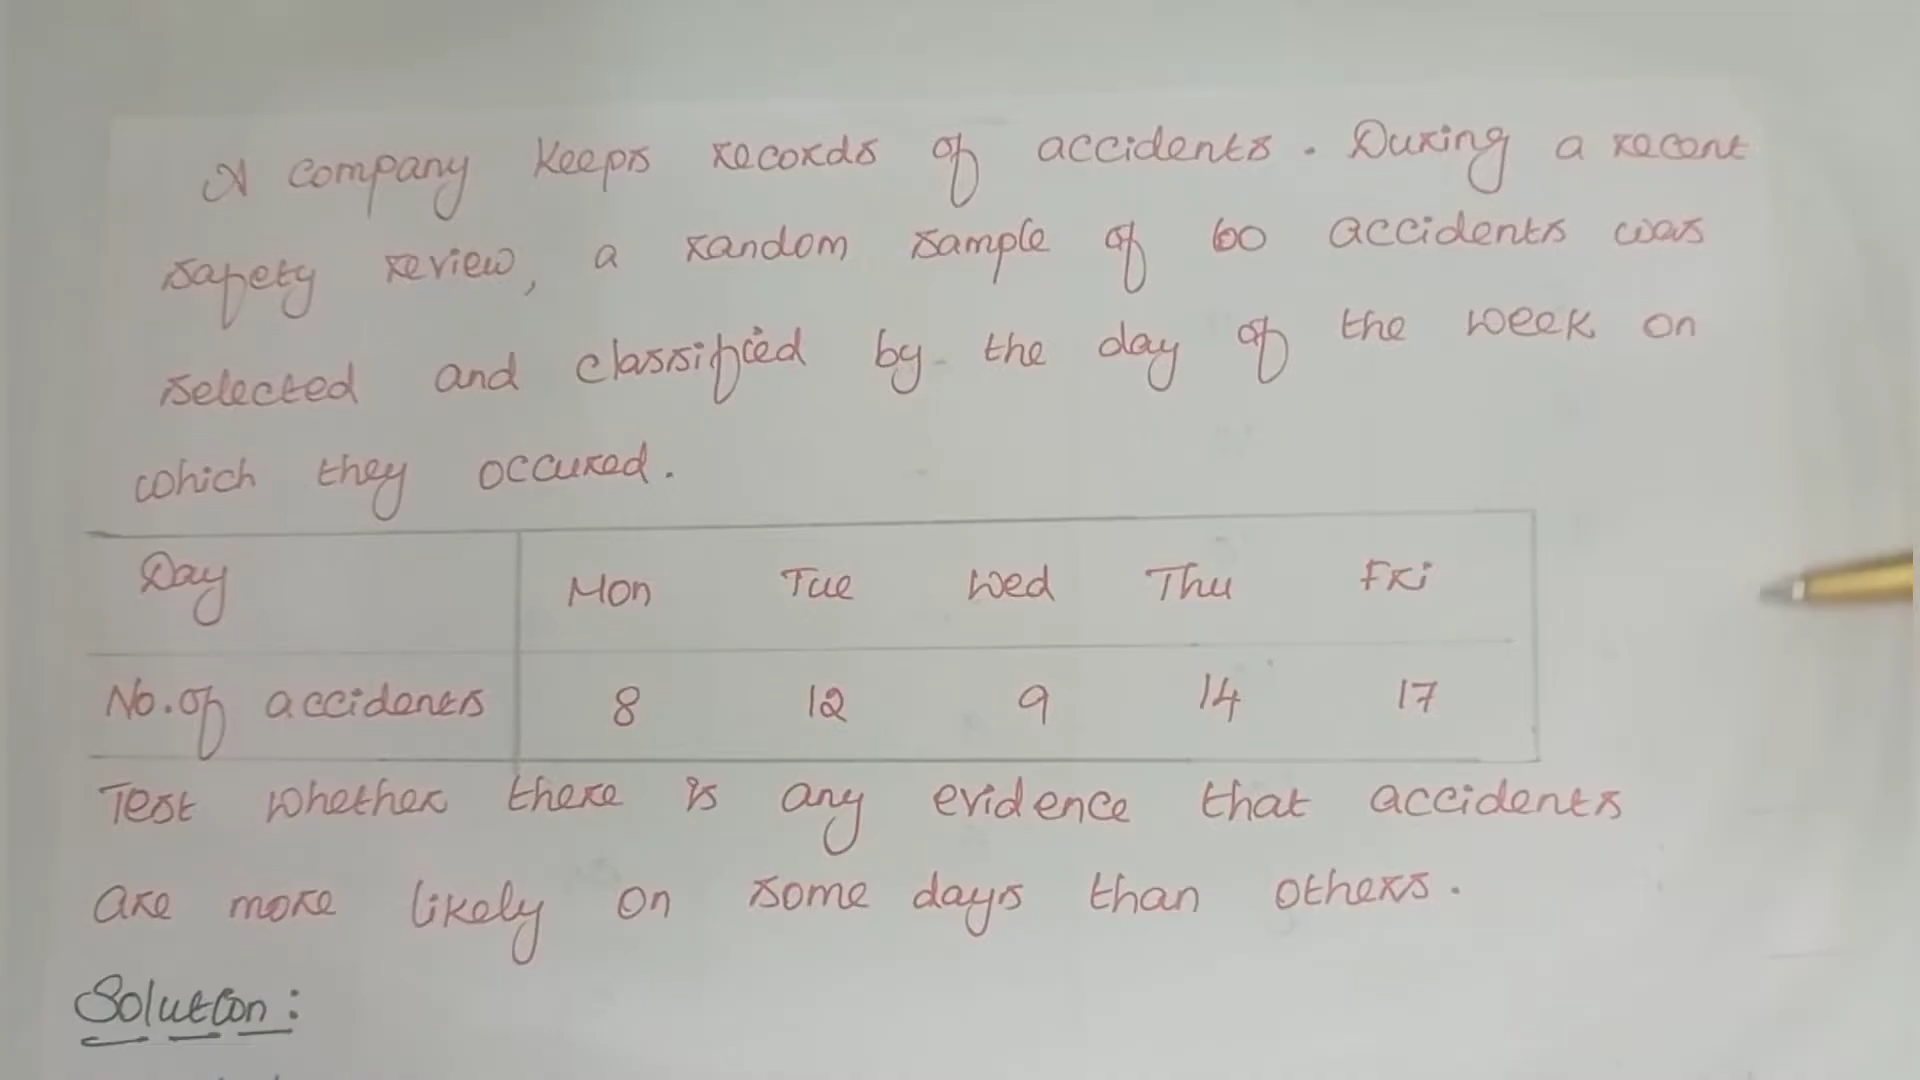 A company keeps records of accidents. During a recent
safety review, a random sample of 60 accidents was
selected and classified by the day of the week on
which they occured.
Day Mon Tue Wed Thu Fri
No. of accidents 8 12 9 14 17
Test whether there is any evidence that accidents
are more likely on some days than others.
Solution: